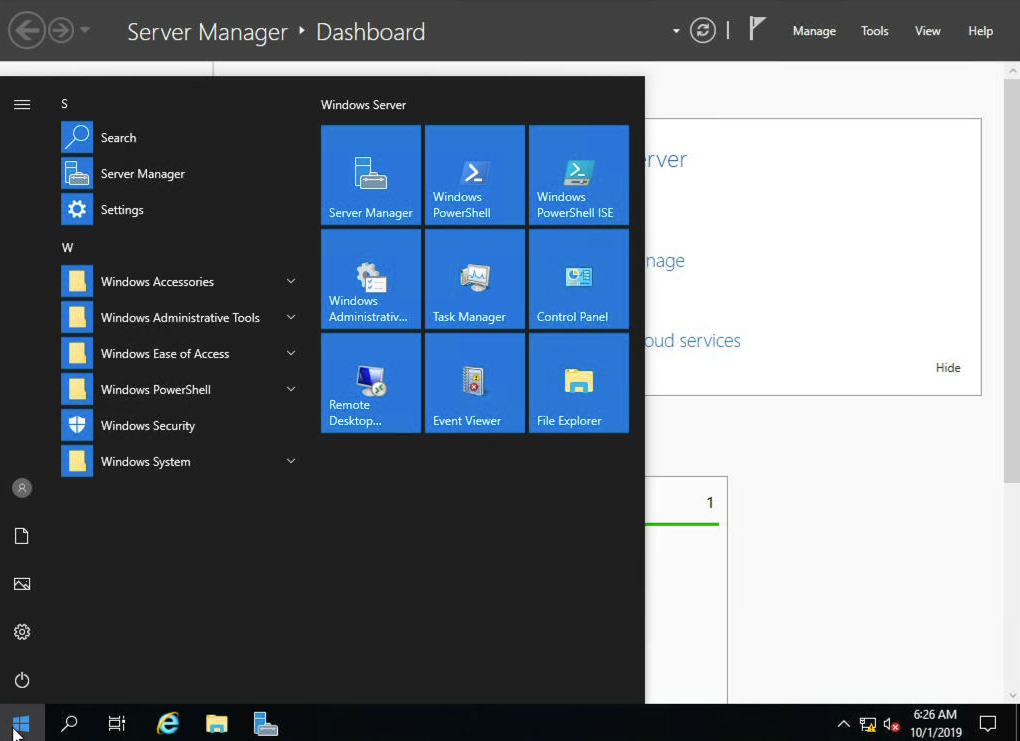 Server Manager ‣ Dashboard
Manage Tools View Help
S
Search
Server Manager
Settings
W
Windows Accessories
Windows Administrative Tools
Windows Ease of Access
Windows PowerShell
Windows Security
Windows System
Windows Server
Server Manager
Windows
PowerShell
Windows
PowerShell ISE
Windows
Administrativ...
Task Manager
Control Panel
Remote
Desktop...
Event Viewer
File Explorer
rver
nage
oud services
Hide
1
6:26 AM
10/1/2019